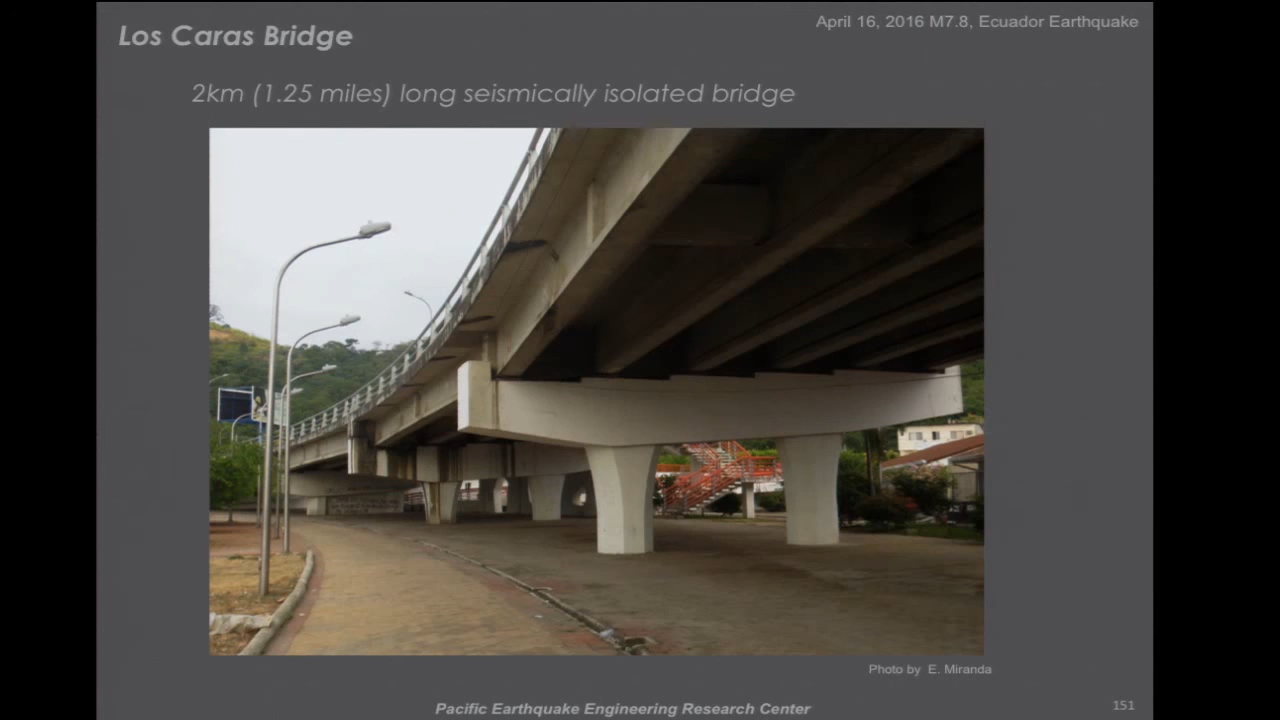 Los Caras Bridge
April 16, 2016 M7.8, Ecuador Earthquake
2km (1.25 miles) long seismically isolated bridge
Photo by E. Miranda
Pacific Earthquake Engineering Research Center
151